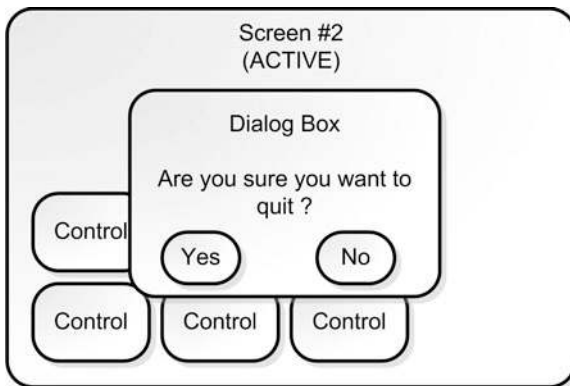 Screen #2
(ACTIVE)
Dialog Box
Are you sure you want to
quit ?
Control
Yes
No
Control
Control
Control